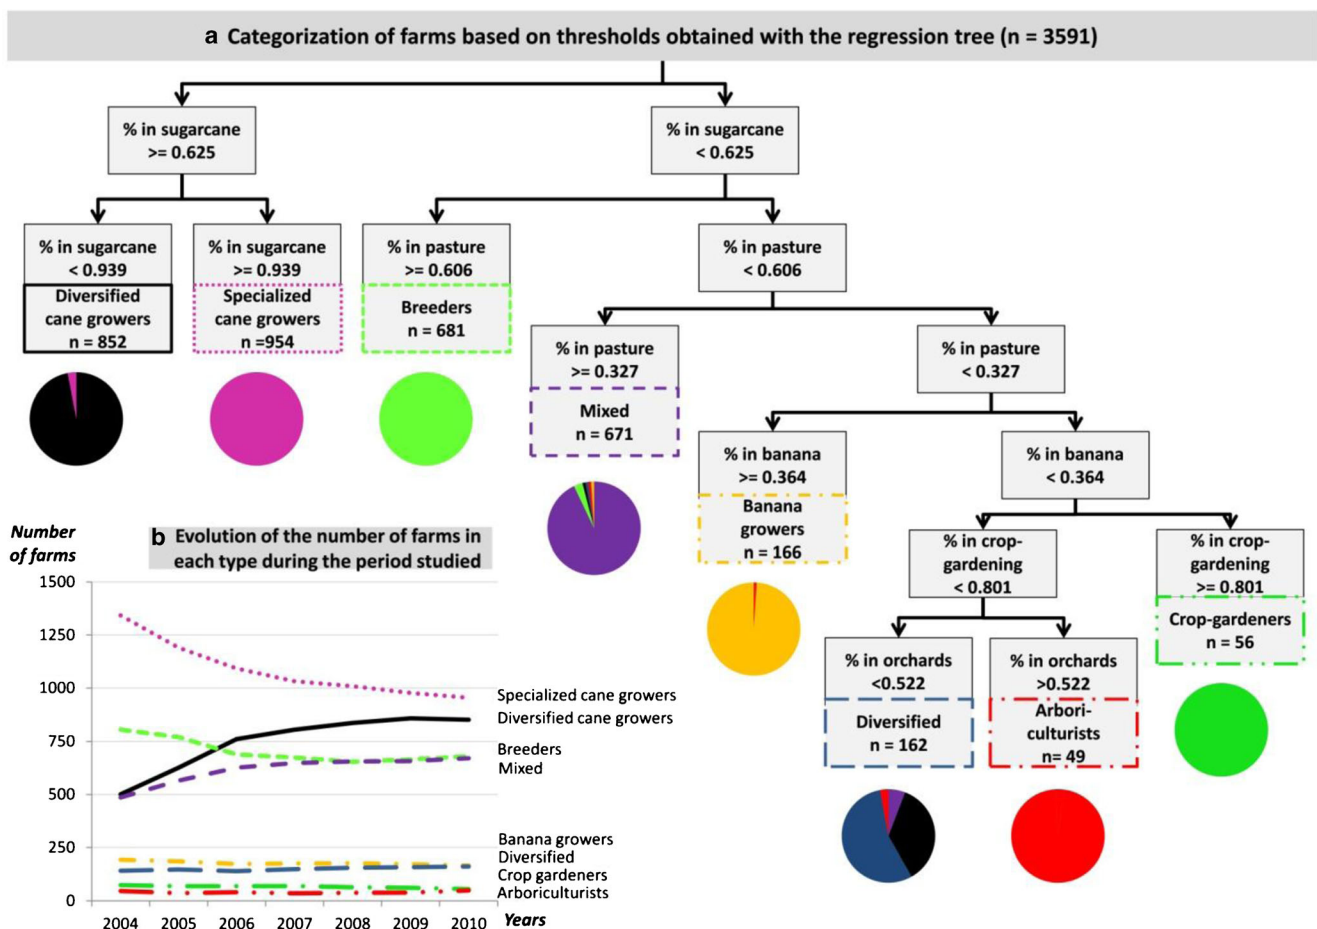 a Categorization of farms based on thresholds obtained with the regression tree (n = 3591)
% in sugarcane
>= 0.625
% in sugarcane
< 0.625
% in sugarcane
< 0.939
Diversified
cane growers
n = 852
% in sugarcane
>= 0.939
Specialized
cane growers
n =954
% in pasture
>= 0.606
Breeders
n = 681
% in pasture
< 0.606
% in pasture
>= 0.327
Mixed
n = 671
% in pasture
< 0.327
% in banana
>= 0.364
Banana
growers
n = 166
% in banana
< 0.364
% in crop-
gardening
< 0.801
% in crop-
gardening
>= 0.801
Crop-gardeners
n = 56
% in orchards
<0.522
Diversified
n = 162
% in orchards
>0.522
Arbori-
culturists
n= 49
b Evolution of the number of farms in
each type during the period studied
Number
of farms
1500
1250
1000
750
500
250
0
Specialized cane growers
Diversified cane growers
Breeders
Mixed
Banana growers
Diversified
Crop gardeners
Arboriculturists
2004 2005 2006 2007 2008 2009 2010 Years